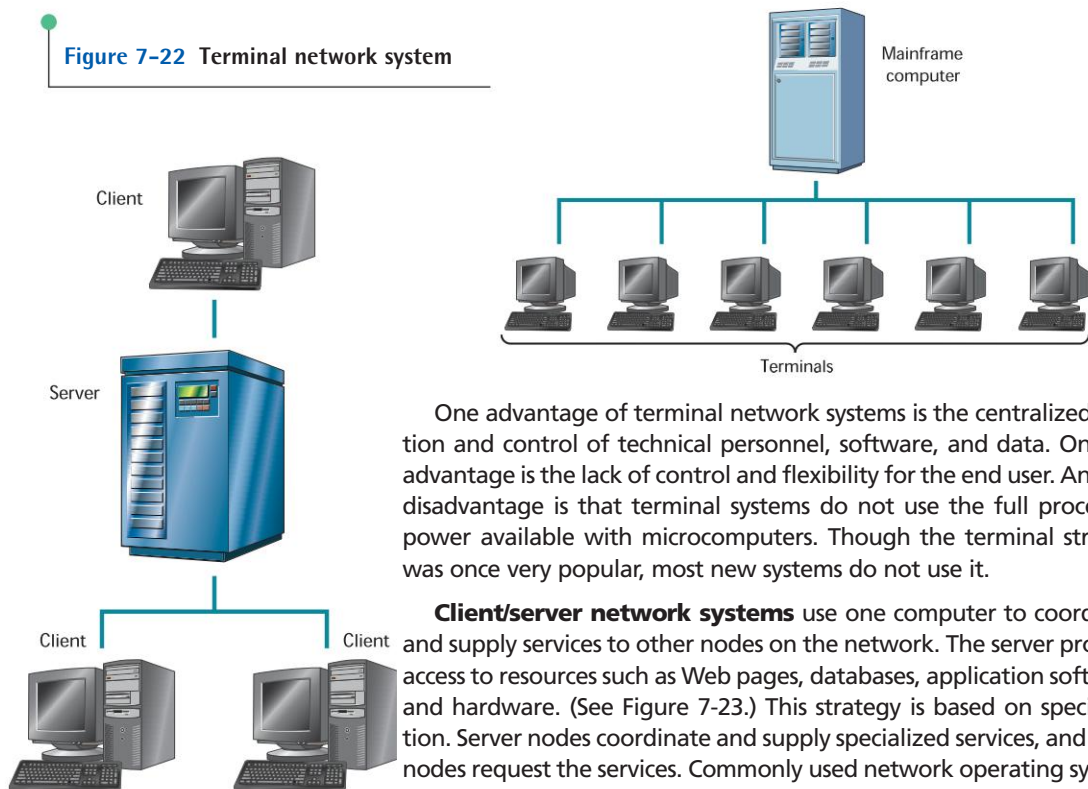 Figure 7-22 Terminal network system
Mainframe
computer
Terminals
Client
Server
Client
Client
One advantage of terminal network systems is the centralized
tion and control of technical personnel, software, and data. On
advantage is the lack of control and flexibility for the end user. An
disadvantage is that terminal systems do not use the full proc
power available with microcomputers. Though the terminal str
was once very popular, most new systems do not use it.
Client/server network systems use one computer to coord
and supply services to other nodes on the network. The server pro
access to resources such as Web pages, databases, application soft
and hardware. (See Figure 7-23.) This strategy is based on speci
tion. Server nodes coordinate and supply specialized services, and
nodes request the services. Commonly used network operating sy